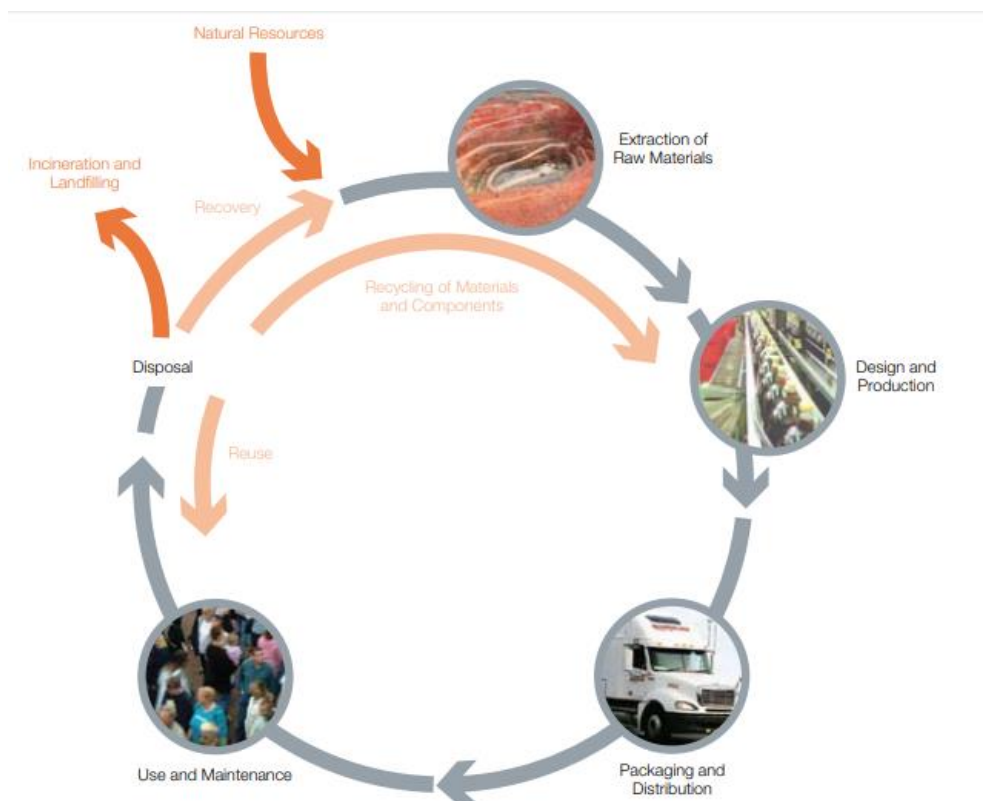 Natural Resources
Extraction of
Raw Materials
Incineration and
Landfilling
Recovery
Recycling of Materials
and Components
Disposal
Design and
Production
Reuse
Use and Maintenance
Packaging and
Distribution